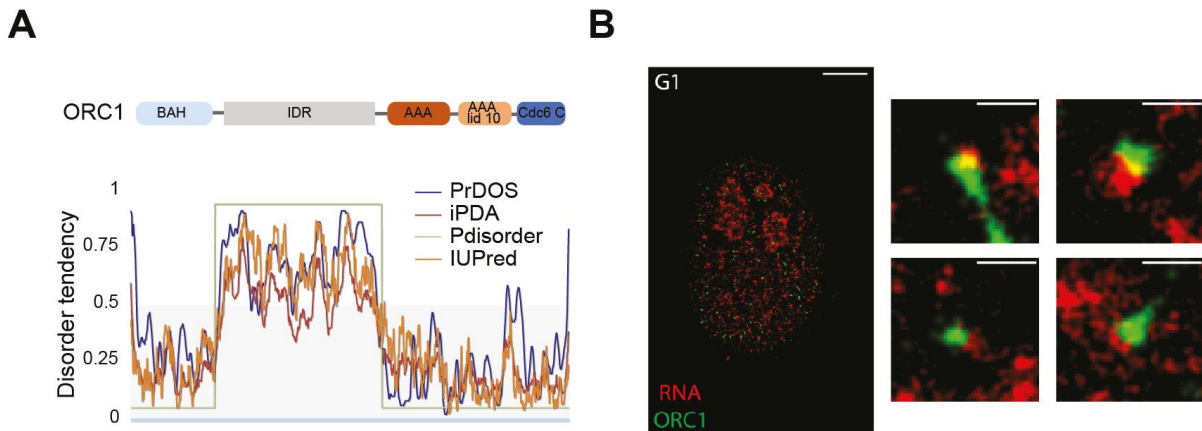 A
ORC1
BAH
IDR
AAA
AAA
lid 10
Cdc6 C
Disorder tendency
1
0.75
0.5
0.25
0
PrDOS
iPDA
Pdisorder
IUPred
B
G1
RNA
ORC1